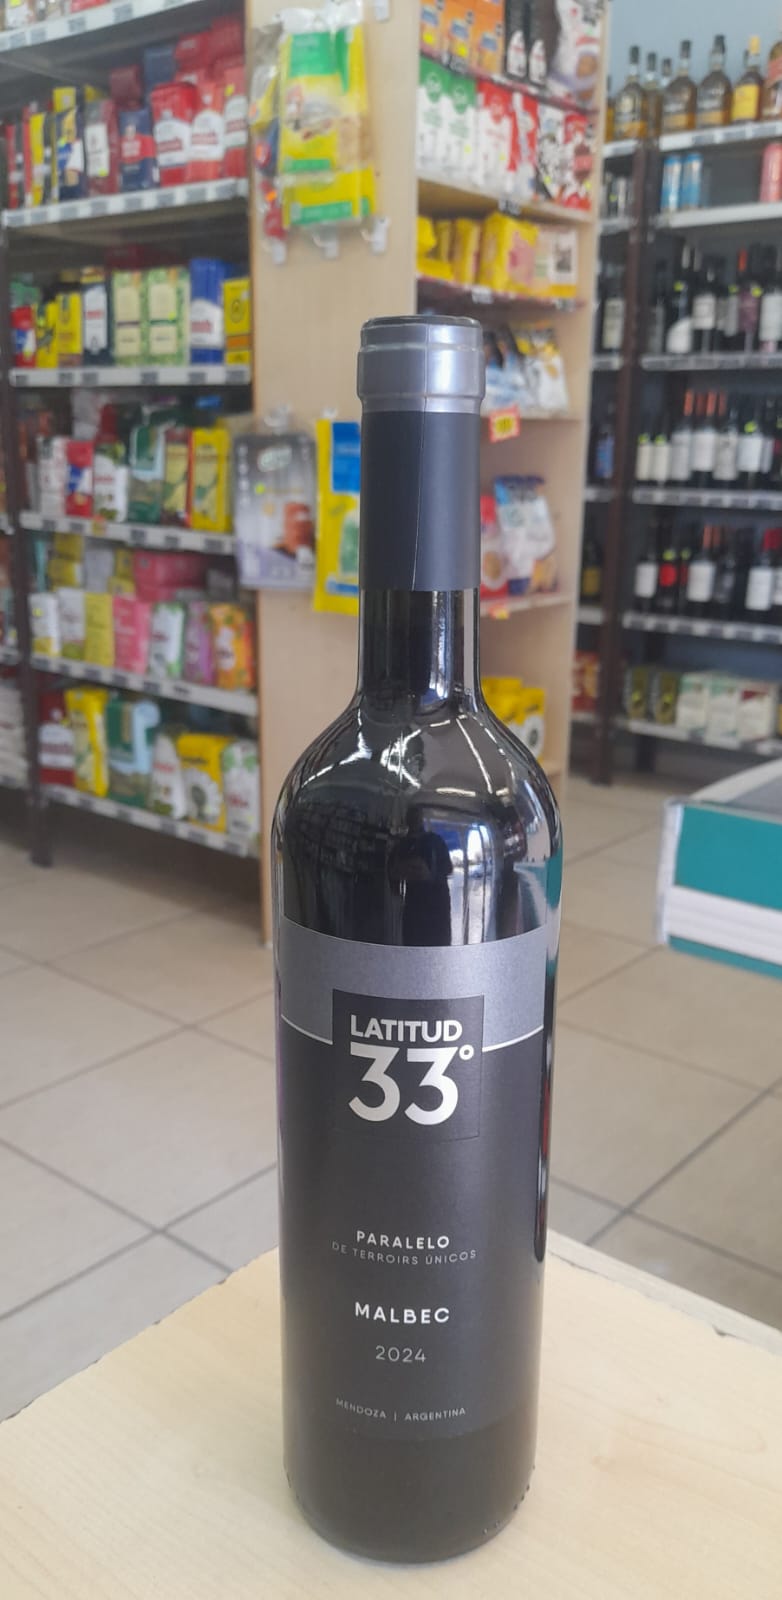 LATITUD
33°
PARALELO
DE TERROIRS ÚNICOS
MALBEC
2024
MENDOZA | ARGENTINA